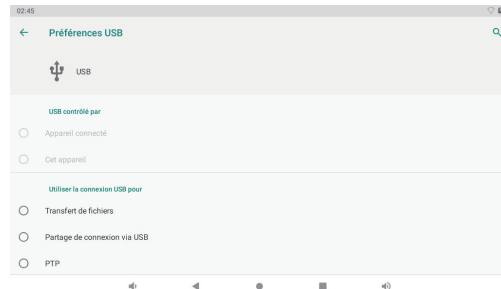 02:45
Préférences USB
USB
USB contrôlé par
Appareil connecté
Cet appareil
Utiliser la connexion USB pour
Transfert de fichiers
Partage de connexion via USB
PTP